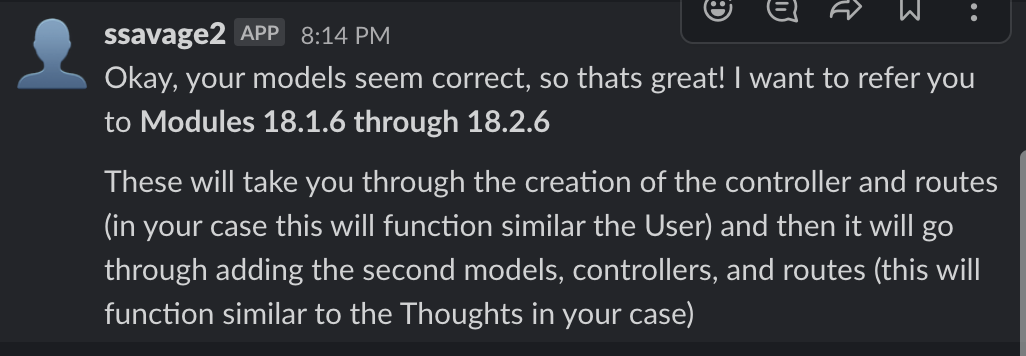 ssavage2 APP 8:14 PM
Okay, your models seem correct, so thats great! I want to refer you
to Modules 18.1.6 through 18.2.6
These will take you through the creation of the controller and routes
(in your case this will function similar the User) and then it will go
through adding the second models, controllers, and routes (this will
function similar to the Thoughts in your case)